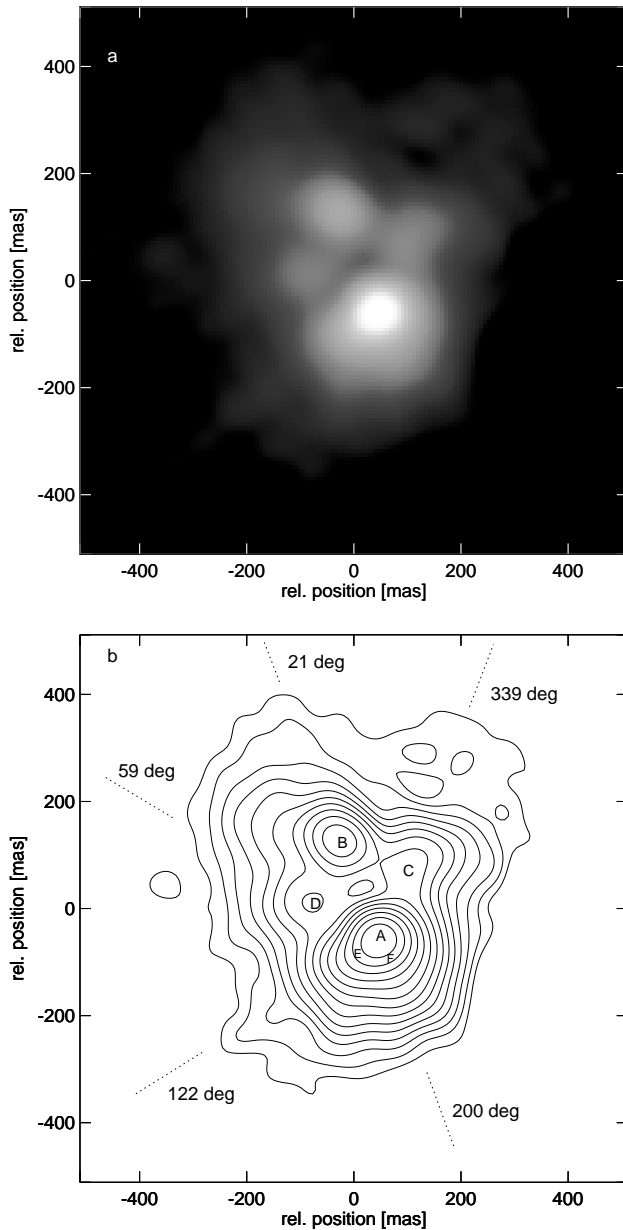 a
400
200
0
-200
-400
rel. position [mas]
-400 -200 0 200 400
rel. position [mas]
b
21 deg
339 deg
59 deg
B
C
D
A
E F
122 deg
200 deg
400
200
0
-200
-400
rel. position [mas]
-400 -200 0 200 400
rel. position [mas]